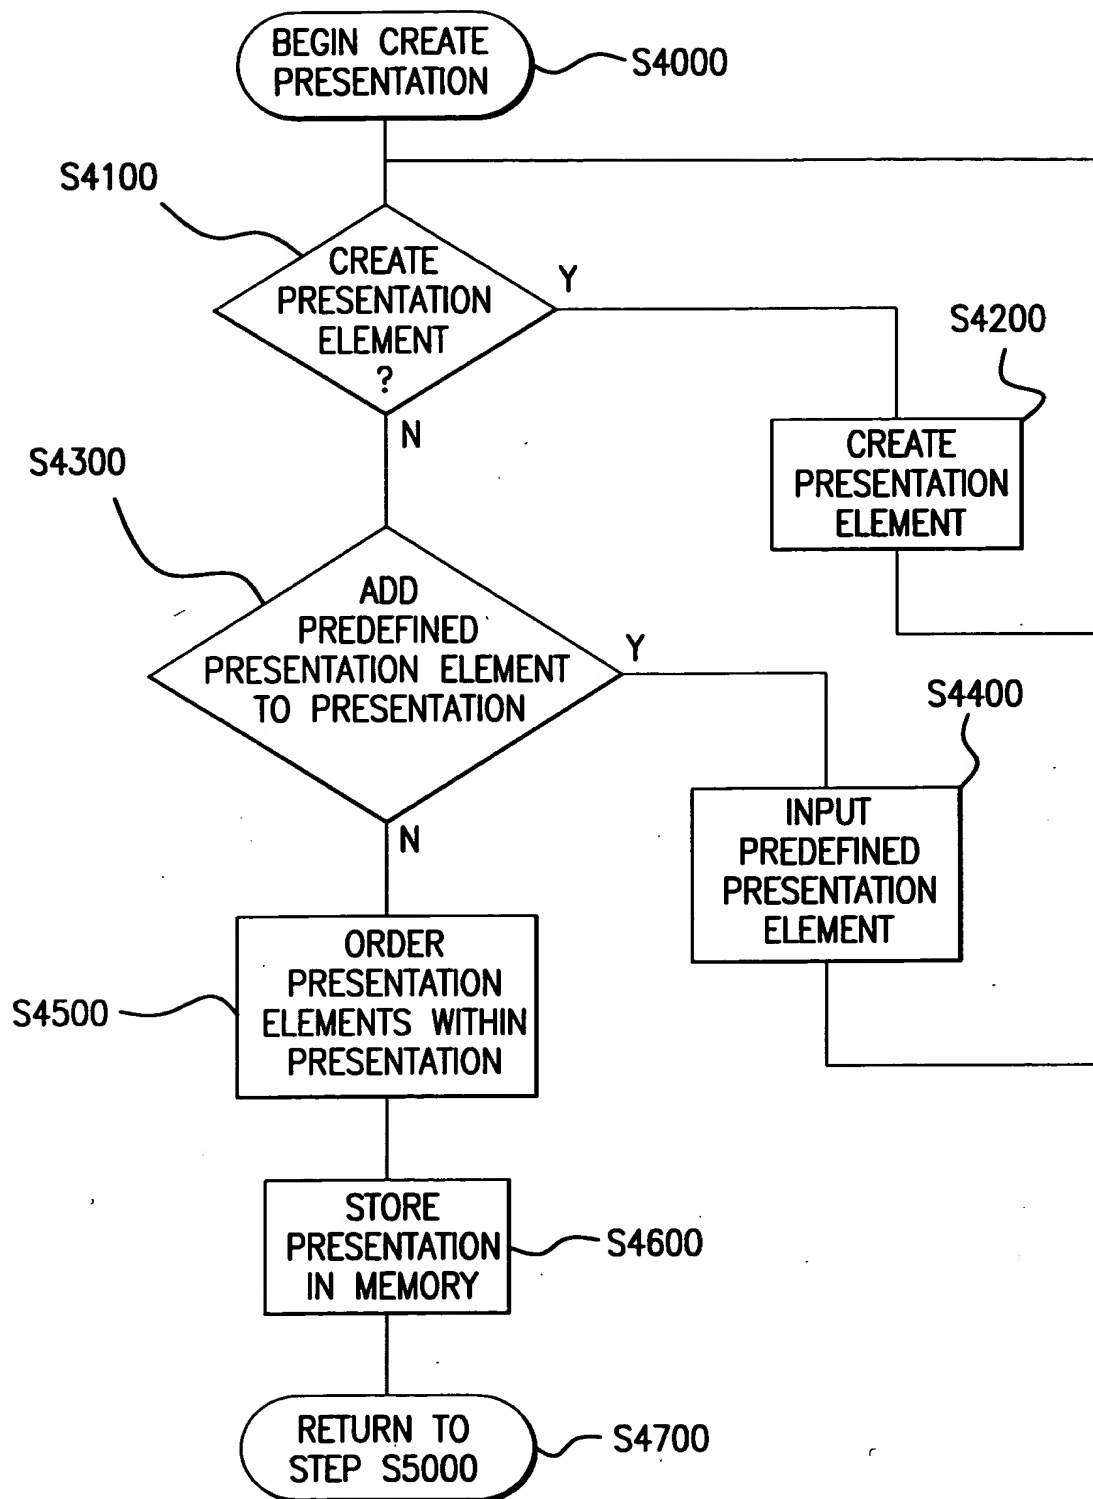 BEGIN CREATE
PRESENTATION
S4000
S4100
CREATE
PRESENTATION
ELEMENT
?
Y
N
S4200
CREATE
PRESENTATION
ELEMENT
S4300
ADD
PREDEFINED
PRESENTATION ELEMENT
TO PRESENTATION
Y
N
S4400
INPUT
PREDEFINED
PRESENTATION
ELEMENT
S4500
ORDER
PRESENTATION
ELEMENTS WITHIN
PRESENTATION
STORE
PRESENTATION
IN MEMORY
S4600
RETURN TO
STEP S5000
S4700